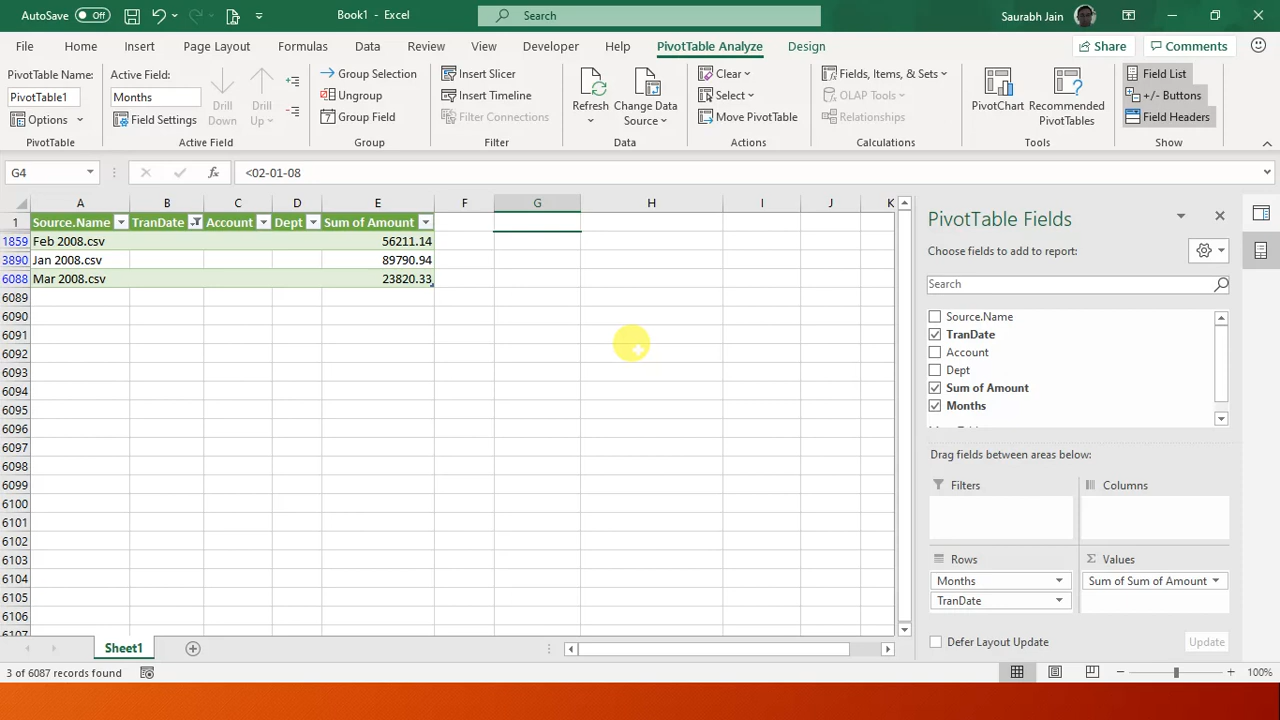 AutoSave Off Book1 - Excel Search Saurabh Jain
File Home Insert Page Layout Formulas Data Review View Developer Help PivotTable Analyze Design Share Comments
PivotTable Name: Active Field: Group Selection Insert Slicer Clear Fields, Items, & Sets Field List
PivotTable1 Months Drill Down Drill Up Ungroup Insert Timeline Refresh Change Data Source Select OLAP Tools PivotChart Recommended PivotTables +/- Buttons
Options Field Settings Group Field Filter Connections Move PivotTable Relationships Field Headers
PivotTable Active Field Group Filter Data Actions Calculations Tools Show
G4 fx <02-01-08
A B C D E F G H I J K
1 Source.Name TranDate Account Dept Sum of Amount
1859 Feb 2008.csv 56211.14
3890 Jan 2008.csv 89790.94
6088 Mar 2008.csv 23820.33
6089
6090
6091
6092
6093
6094
6095
6096
6097
6098
6099
6100
6101
6102
6103
6104
6105
6106
6107
PivotTable Fields
Choose fields to add to report:
Search
Source.Name
TranDate
Account
Dept
Sum of Amount
Months
Drag fields between areas below:
Filters Columns
Rows Σ Values
Months Sum of Sum of Amount
TranDate
Defer Layout Update Update
Sheet1
3 of 6087 records found 100%